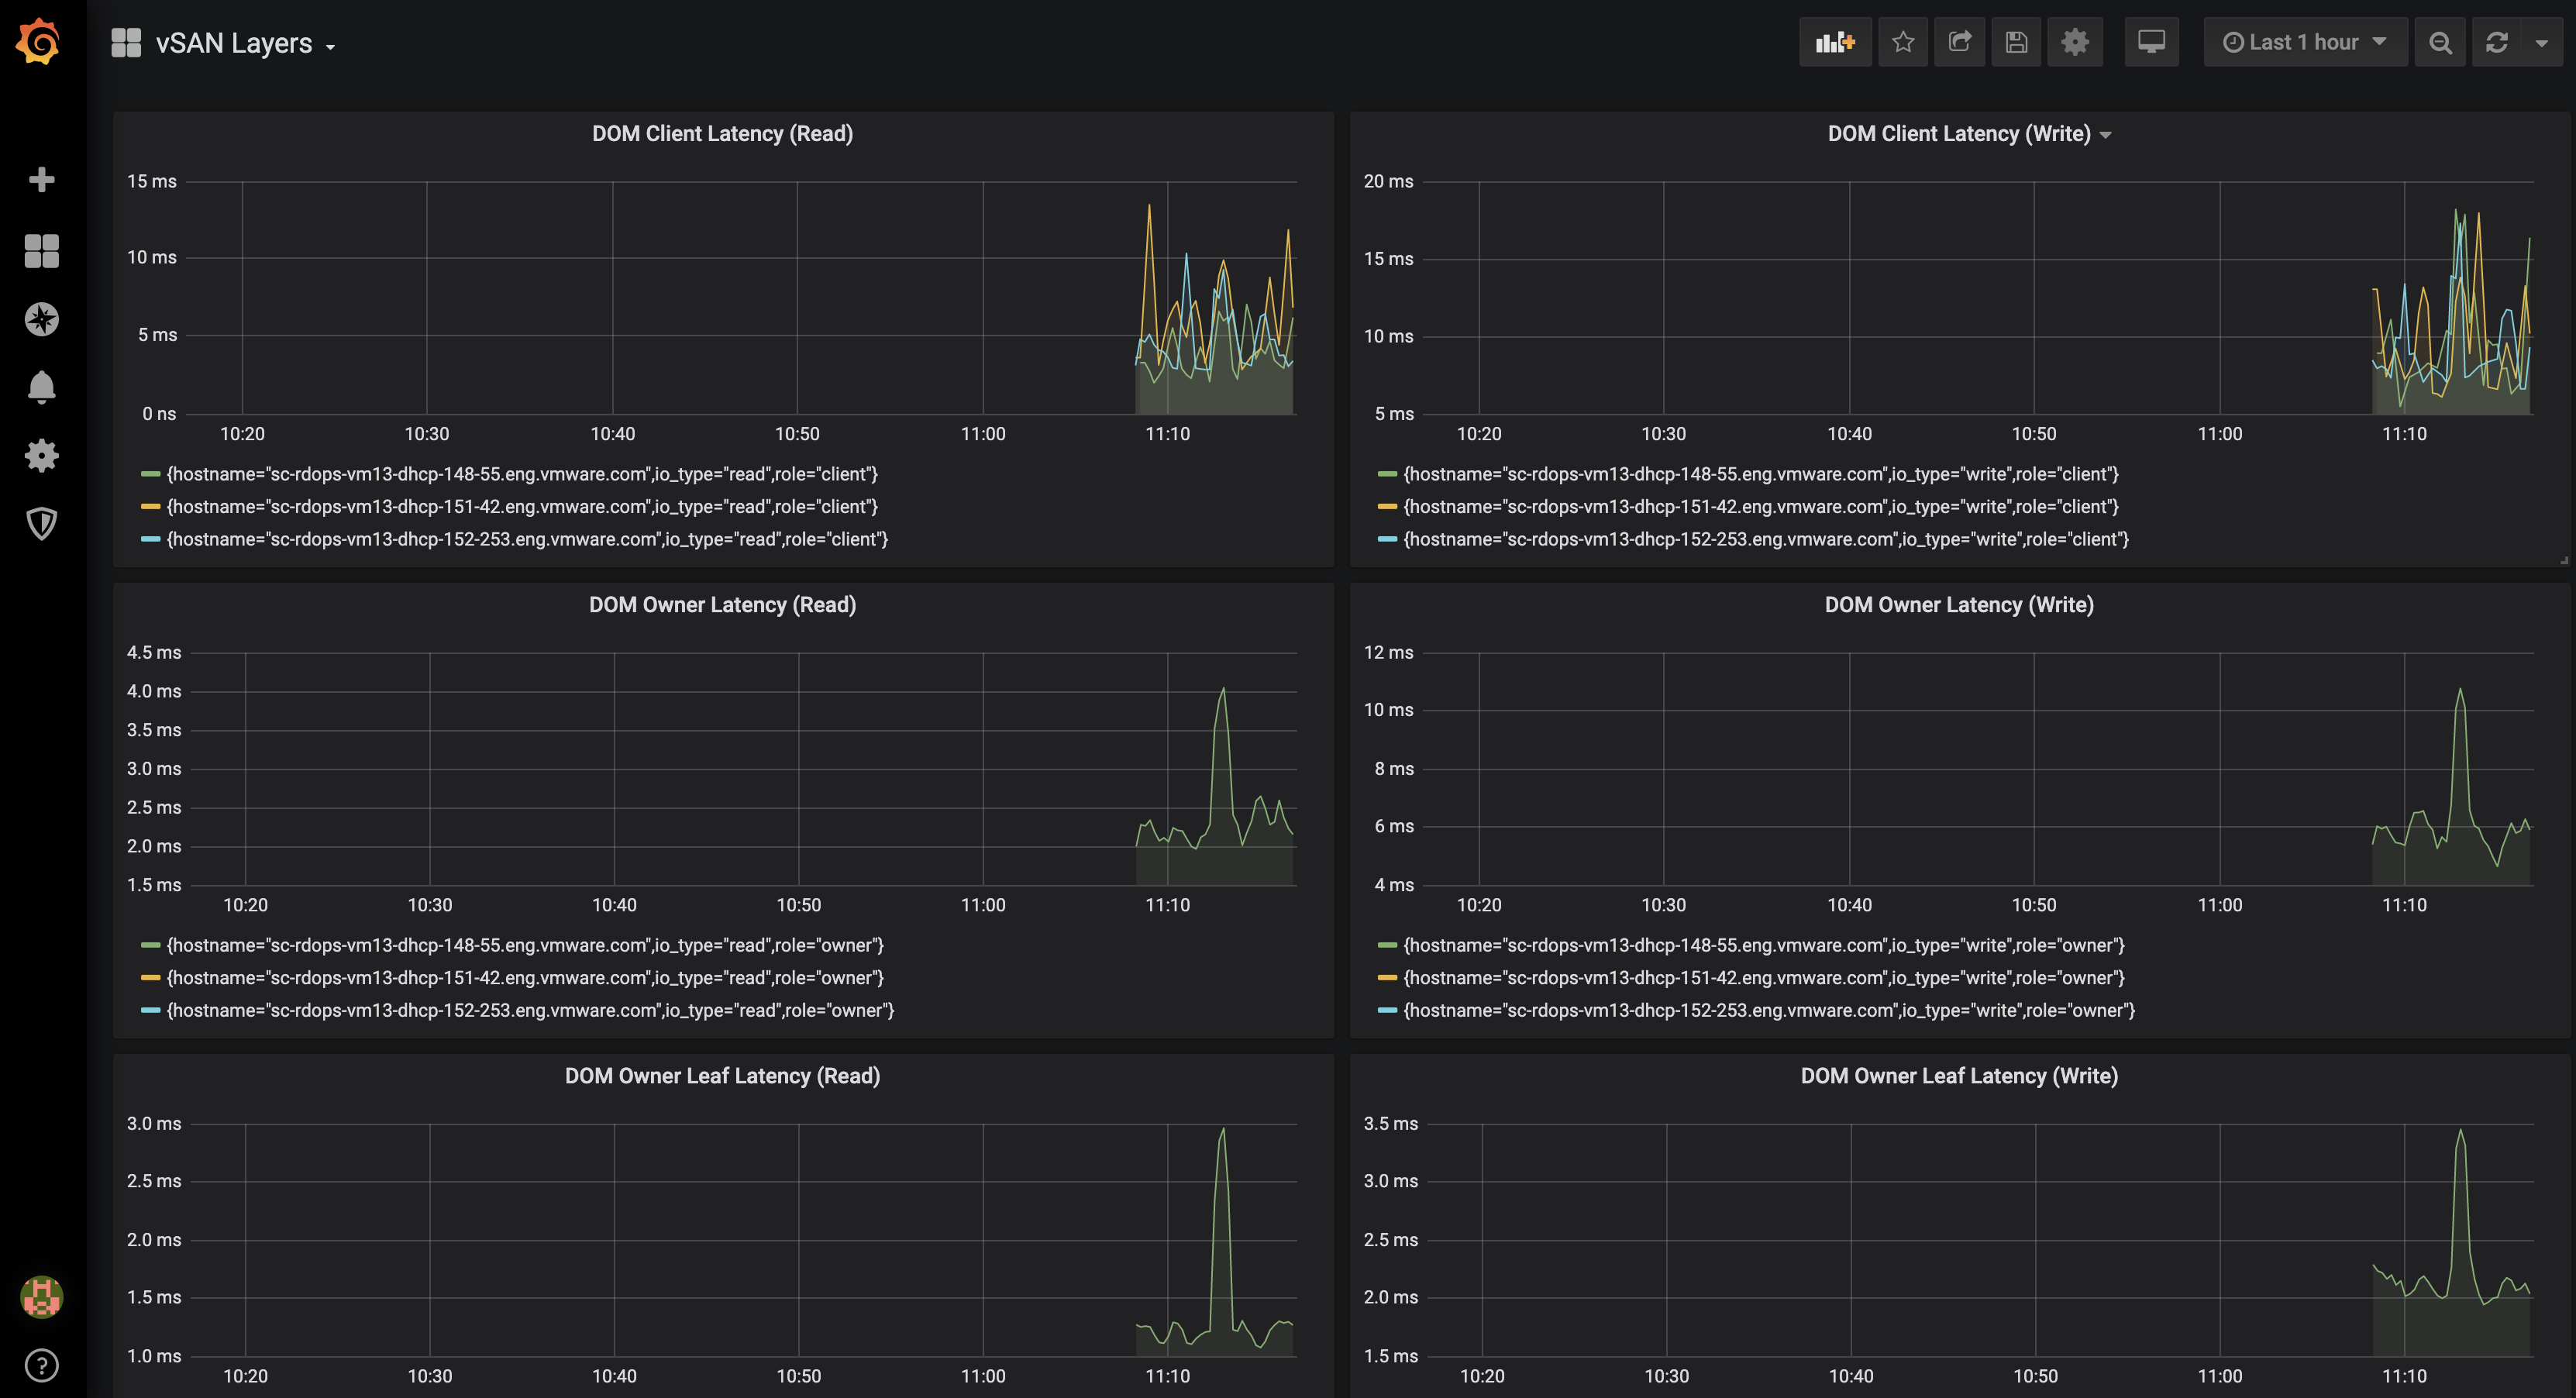 vSAN Layers
Last 1 hour
DOM Client Latency (Read)
15 ms
10 ms
5 ms
0 ns
10:20 10:30 10:40 10:50 11:00 11:10
{hostname="sc-rdops-vm13-dhcp-148-55.eng.vmware.com",io_type="read",role="client"}
{hostname="sc-rdops-vm13-dhcp-151-42.eng.vmware.com",io_type="read",role="client"}
{hostname="sc-rdops-vm13-dhcp-152-253.eng.vmware.com",io_type="read",role="client"}
DOM Client Latency (Write)
20 ms
15 ms
10 ms
5 ms
10:20 10:30 10:40 10:50 11:00 11:10
{hostname="sc-rdops-vm13-dhcp-148-55.eng.vmware.com",io_type="write",role="client"}
{hostname="sc-rdops-vm13-dhcp-151-42.eng.vmware.com",io_type="write",role="client"}
{hostname="sc-rdops-vm13-dhcp-152-253.eng.vmware.com",io_type="write",role="client"}
DOM Owner Latency (Read)
4.5 ms
4.0 ms
3.5 ms
3.0 ms
2.5 ms
2.0 ms
1.5 ms
10:20 10:30 10:40 10:50 11:00 11:10
{hostname="sc-rdops-vm13-dhcp-148-55.eng.vmware.com",io_type="read",role="owner"}
{hostname="sc-rdops-vm13-dhcp-151-42.eng.vmware.com",io_type="read",role="owner"}
{hostname="sc-rdops-vm13-dhcp-152-253.eng.vmware.com",io_type="read",role="owner"}
DOM Owner Latency (Write)
12 ms
10 ms
8 ms
6 ms
4 ms
10:20 10:30 10:40 10:50 11:00 11:10
{hostname="sc-rdops-vm13-dhcp-148-55.eng.vmware.com",io_type="write",role="owner"}
{hostname="sc-rdops-vm13-dhcp-151-42.eng.vmware.com",io_type="write",role="owner"}
{hostname="sc-rdops-vm13-dhcp-152-253.eng.vmware.com",io_type="write",role="owner"}
DOM Owner Leaf Latency (Read)
3.0 ms
2.5 ms
2.0 ms
1.5 ms
1.0 ms
10:20 10:30 10:40 10:50 11:00 11:10
DOM Owner Leaf Latency (Write)
3.5 ms
3.0 ms
2.5 ms
2.0 ms
1.5 ms
10:20 10:30 10:40 10:50 11:00 11:10